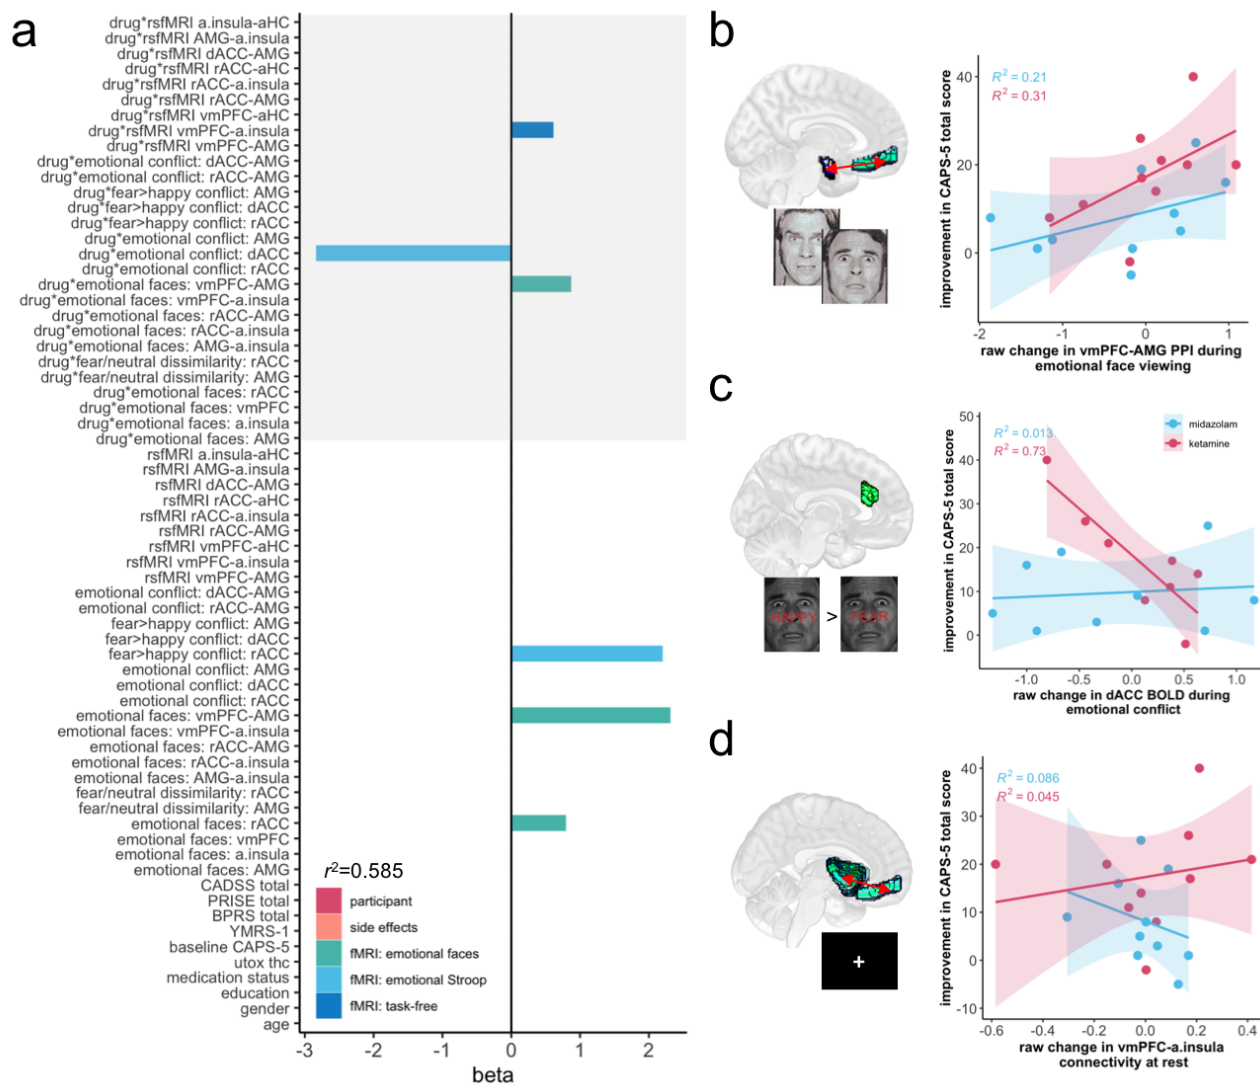 a
drug*rsfMRI a.insula-aHC
drug*rsfMRI AMG-a.insula
drug*rsfMRI dACC-AMG
drug*rsfMRI rACC-aHC
drug*rsfMRI rACC-a.insula
drug*rsfMRI rACC-AMG
drug*rsfMRI vmPFC-aHC
drug*rsfMRI vmPFC-a.insula
drug*rsfMRI vmPFC-AMG
drug*emotional conflict: dACC-AMG
drug*emotional conflict: rACC-AMG
drug*fear>happy conflict: AMG
drug*fear>happy conflict: dACC
drug*fear>happy conflict: rACC
drug*emotional conflict: AMG
drug*emotional conflict: dACC
drug*emotional conflict: rACC
drug*emotional faces: vmPFC-AMG
drug*emotional faces: vmPFC-a.insula
drug*emotional faces: rACC-AMG
drug*emotional faces: rACC-a.insula
drug*emotional faces: AMG-a.insula
drug*fear/neutral dissimilarity: rACC
drug*fear/neutral dissimilarity: AMG
drug*emotional faces: rACC
drug*emotional faces: vmPFC
drug*emotional faces: a.insula
drug*emotional faces: AMG
rsfMRI a.insula-aHC
rsfMRI AMG-a.insula
rsfMRI dACC-AMG
rsfMRI rACC-aHC
rsfMRI rACC-a.insula
rsfMRI rACC-AMG
rsfMRI vmPFC-aHC
rsfMRI vmPFC-a.insula
rsfMRI vmPFC-AMG
emotional conflict: dACC-AMG
emotional conflict: rACC-AMG
fear>happy conflict: AMG
fear>happy conflict: dACC
fear>happy conflict: rACC
emotional conflict: AMG
emotional conflict: dACC
emotional conflict: rACC
emotional faces: vmPFC-AMG
emotional faces: vmPFC-a.insula
emotional faces: rACC-AMG
emotional faces: rACC-a.insula
emotional faces: AMG-a.insula
fear/neutral dissimilarity: rACC
fear/neutral dissimilarity: AMG
emotional faces: rACC
emotional faces: vmPFC
emotional faces: a.insula
emotional faces: AMG
CADSS total
PRISE total
BPRS total
YMRS-1
baseline CAPS-5
utox thc
medication status
education
gender
age
r²=0.585
participant
side effects
fMRI: emotional faces
fMRI: emotional Stroop
fMRI: task-free
-3 -2 -1 0 1 2
beta
b
improvement in CAPS-5 total score
40
20
0
R² = 0.21
R² = 0.31
-2 -1 0 1
raw change in vmPFC-AMG PPI during
emotional face viewing
c
HAPPY > FEAR
improvement in CAPS-5 total score
50
40
30
20
10
0
R² = 0.013
R² = 0.73
midazolam
ketamine
-1.0 -0.5 0.0 0.5 1.0
raw change in dACC BOLD during
emotional conflict
d
+
improvement in CAPS-5 total score
40
30
20
10
0
-10
R² = 0.086
R² = 0.045
-0.6 -0.4 -0.2 0.0 0.2 0.4
raw change in vmPFC-a.insula
connectivity at rest